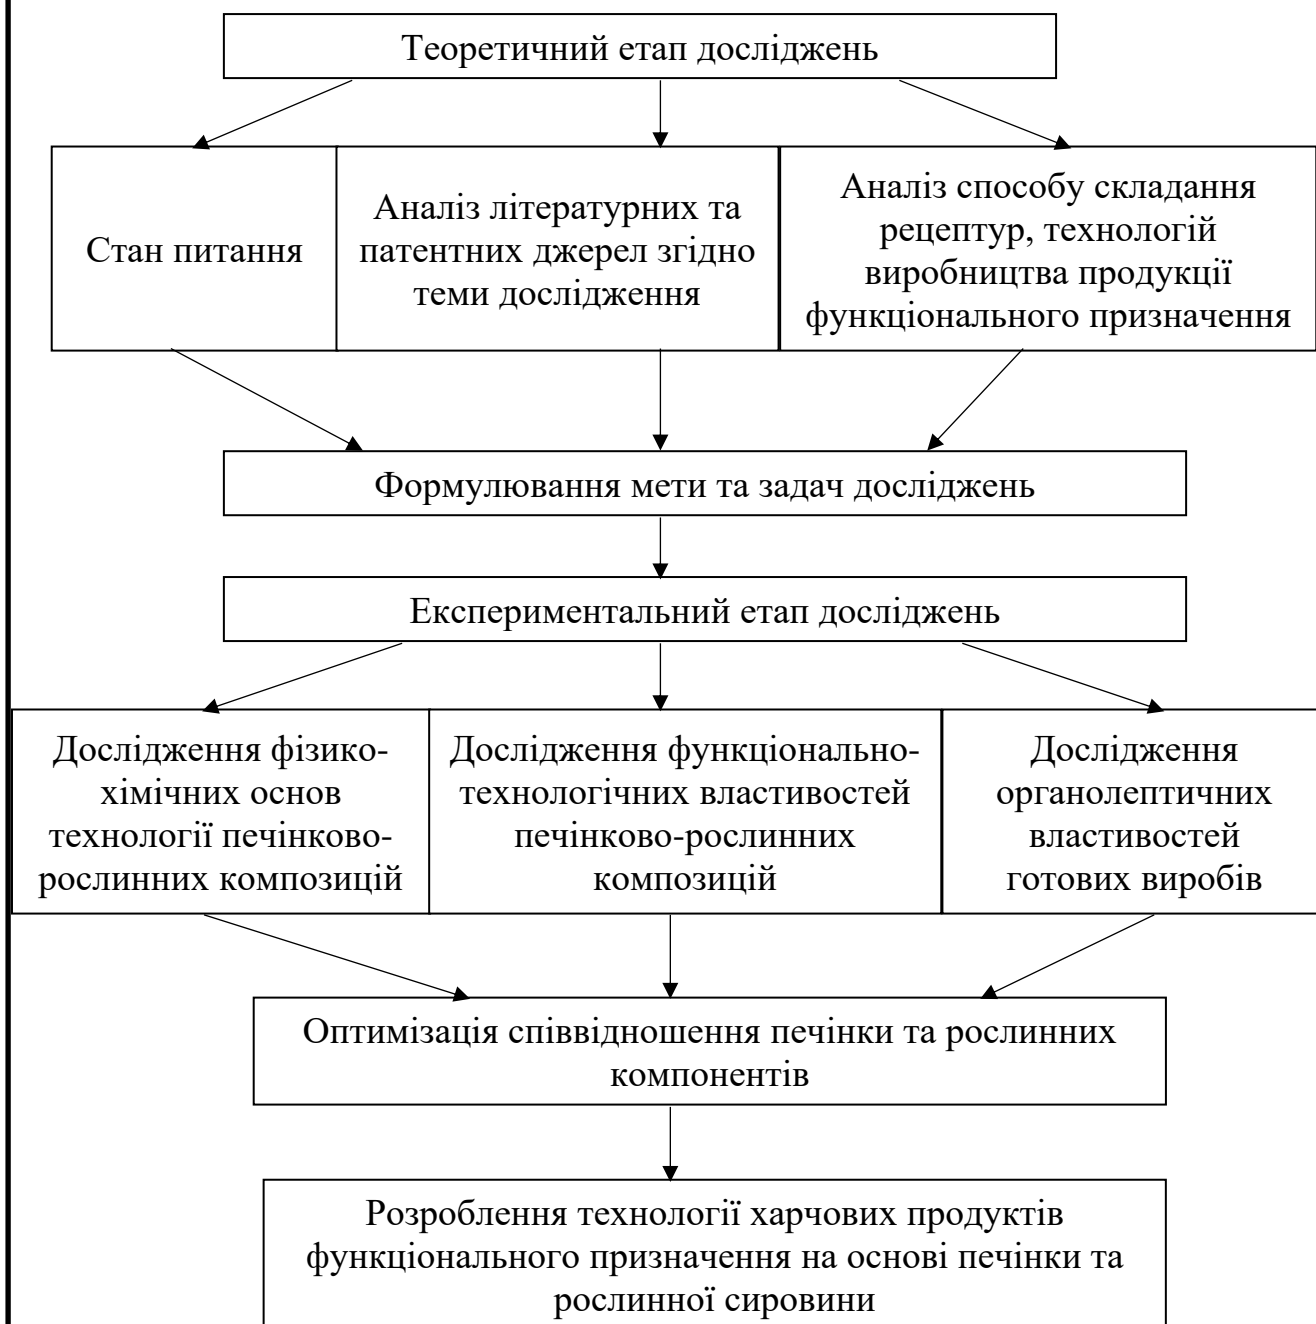 Теоретичний етап досліджень
Стан питання
Аналіз літературних та
патентних джерел згідно
теми дослідження
Аналіз способу складання
рецептур, технологій
виробництва продукції
функціонального призначення
Формулювання мети та задач досліджень
Експериментальний етап досліджень
Дослідження фізико-
хімічних основ
технології печінково-
рослинних композицій
Дослідження функціонально-
технологічних властивостей
печінково-рослинних
композицій
Дослідження
органолептичних
властивостей
готових виробів
Оптимізація співвідношення печінки та рослинних
компонентів
Розроблення технології харчових продуктів
функціонального призначення на основі печінки та
рослинної сировини